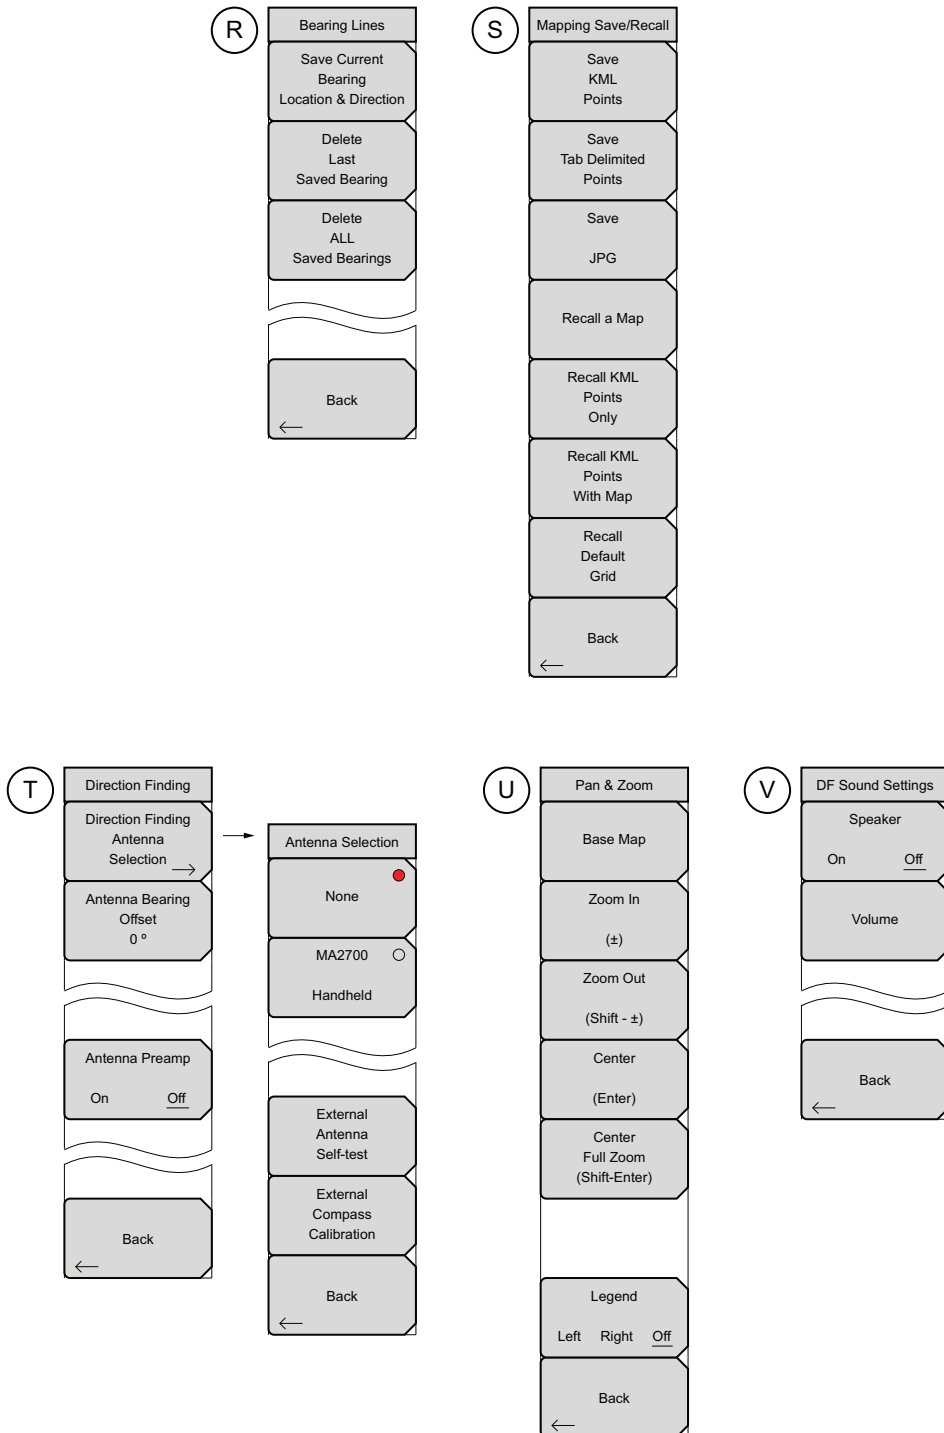 R
Bearing Lines
Save Current
Bearing
Location & Direction
Delete
Last
Saved Bearing
Delete
ALL
Saved Bearings
Back
S
Mapping Save/Recall
Save
KML
Points
Save
Tab Delimited
Points
Save
JPG
Recall a Map
Recall KML
Points
Only
Recall KML
Points
With Map
Recall
Default
Grid
Back
T
Direction Finding
Direction Finding
Antenna
Selection
Antenna Bearing
Offset
0 º
Antenna Preamp
On Off
Back
Antenna Selection
None
MA2700
Handheld
External
Antenna
Self-test
External
Compass
Calibration
Back
U
Pan & Zoom
Base Map
Zoom In
(±)
Zoom Out
(Shift - ±)
Center
(Enter)
Center
Full Zoom
(Shift-Enter)
Legend
Left Right Off
Back
V
DF Sound Settings
Speaker
On Off
Volume
Back